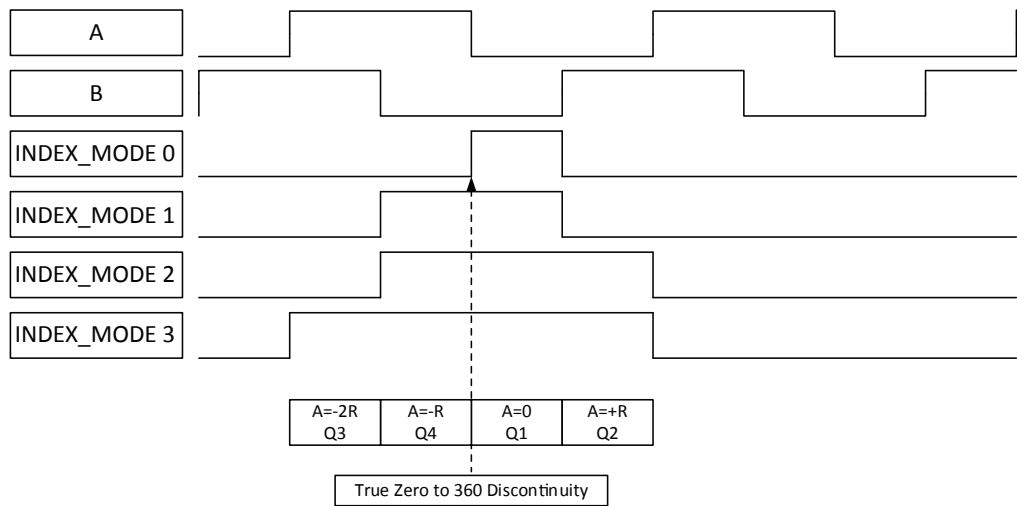 A
B
INDEX_MODE 0
INDEX_MODE 1
INDEX_MODE 2
INDEX_MODE 3
A=-2R A=-R A=0 A=+R
Q3 Q4 Q1 Q2
True Zero to 360 Discontinuity